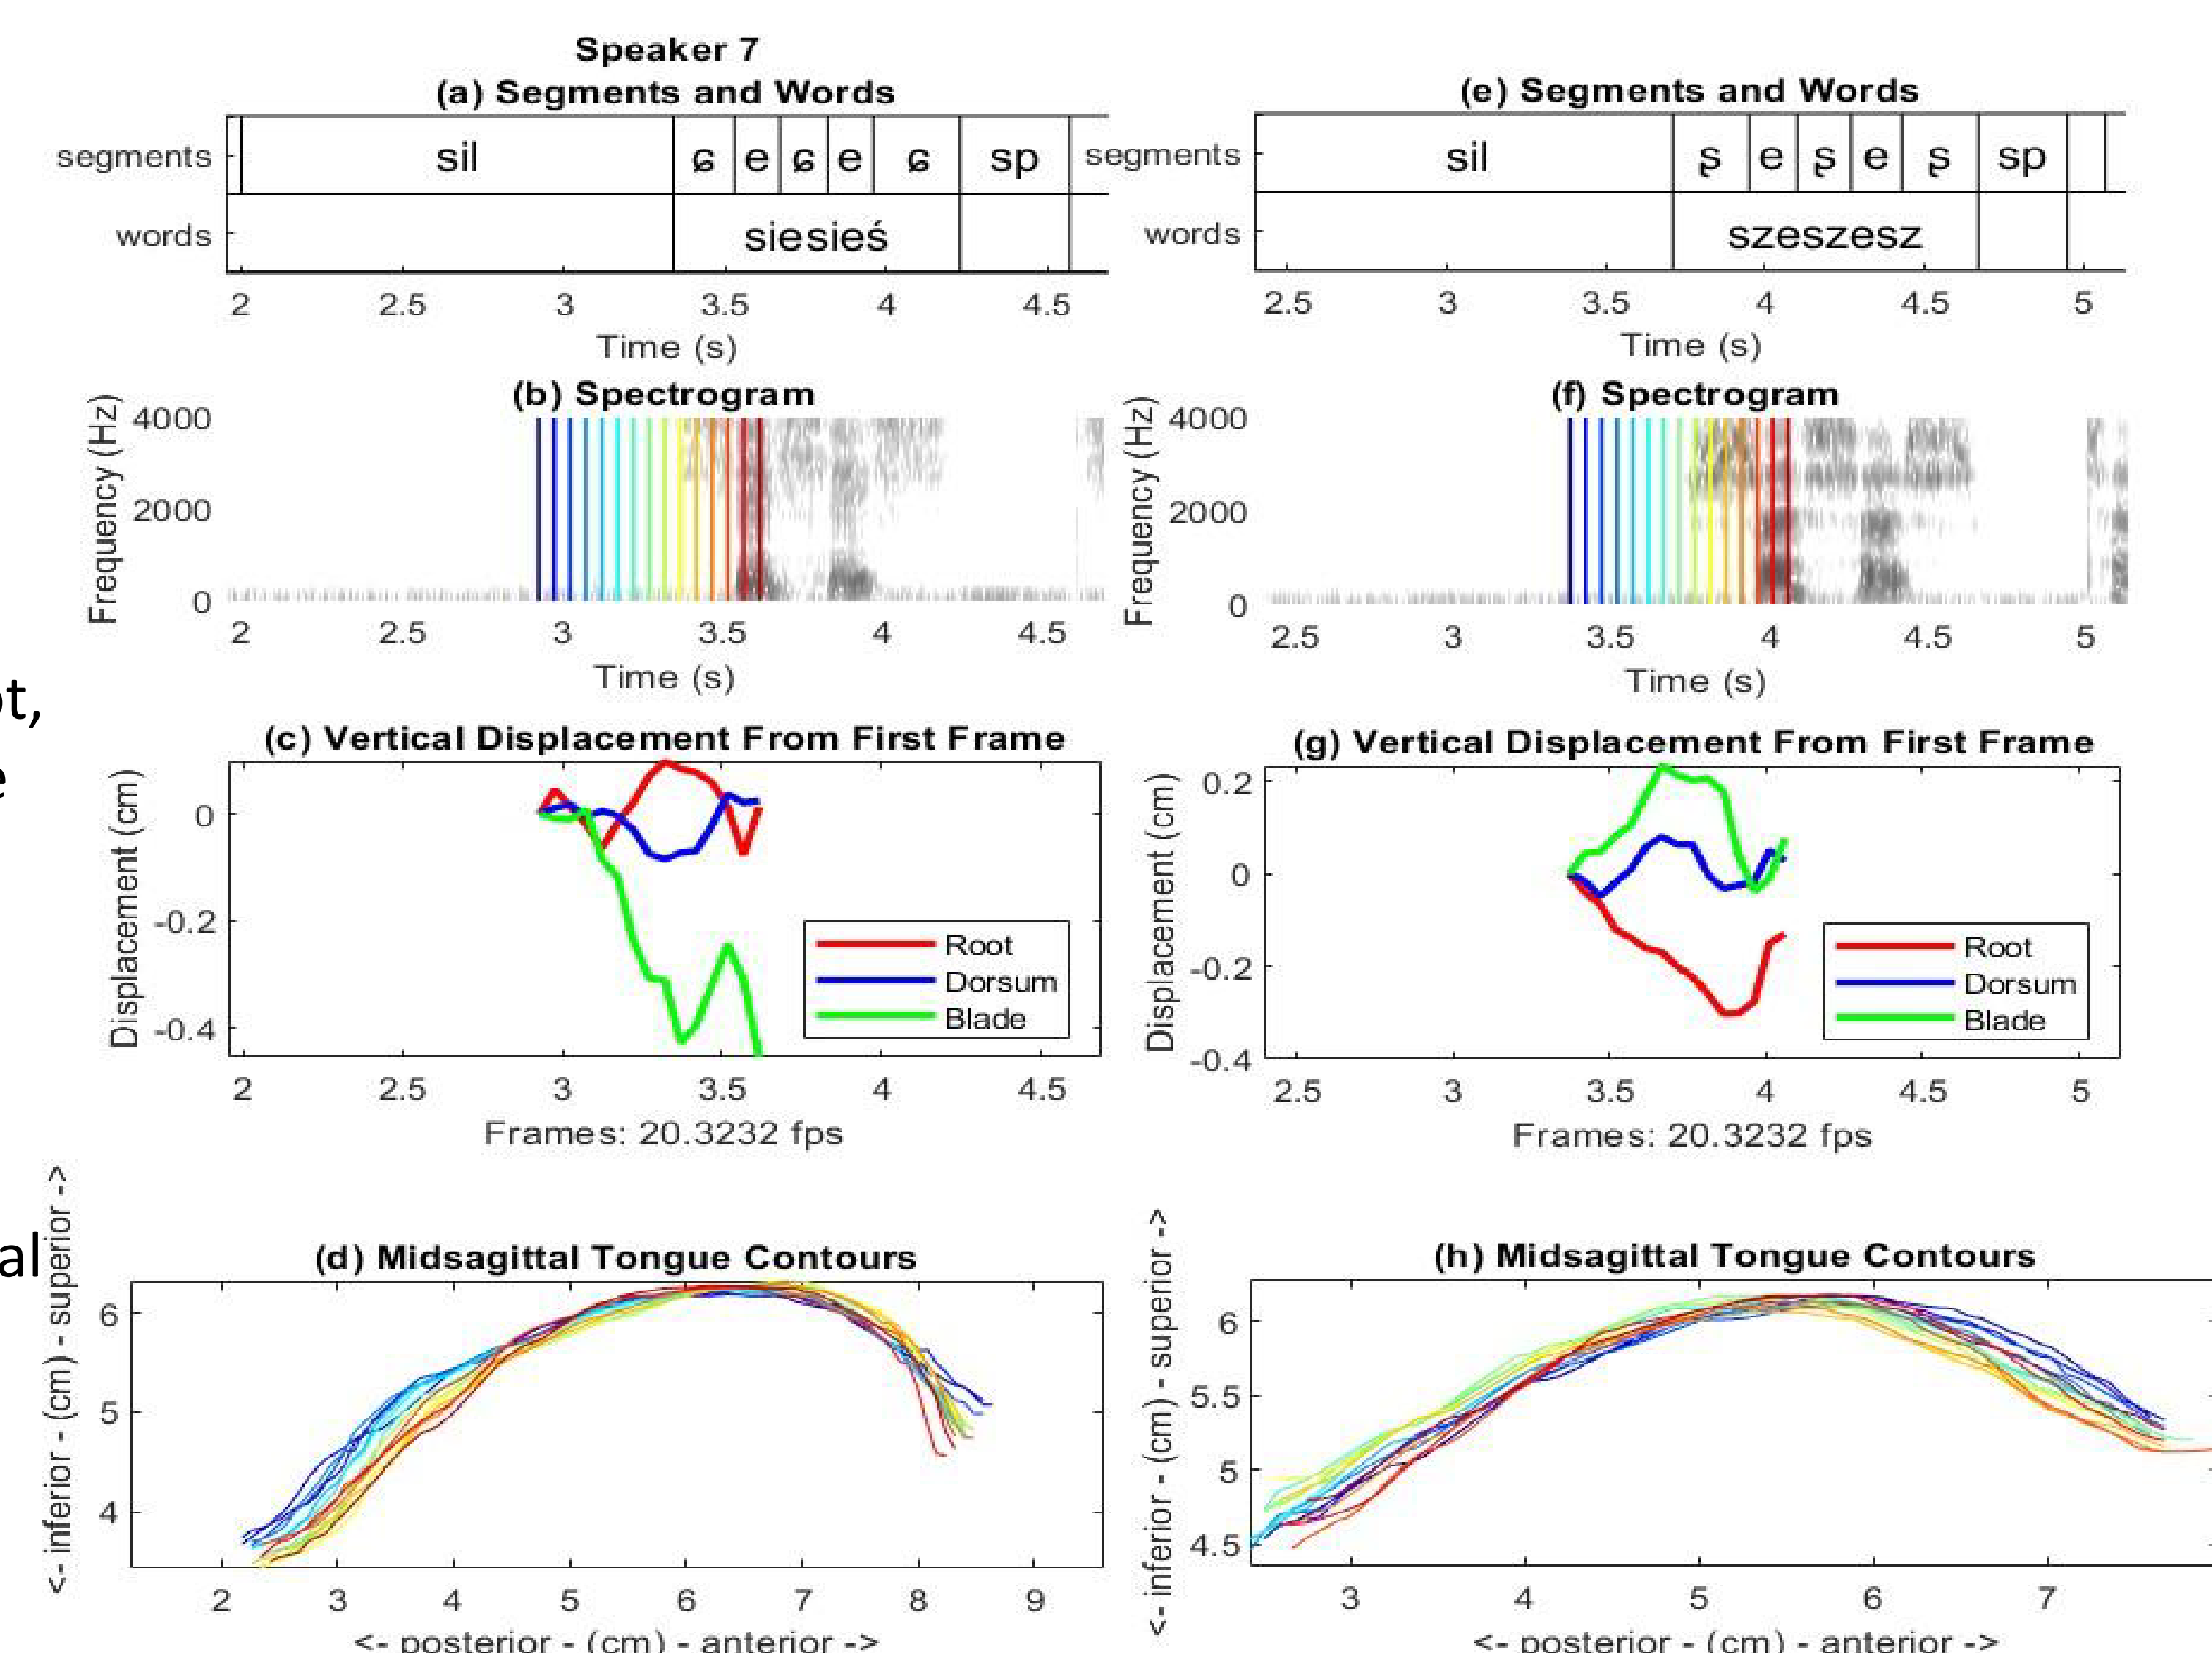 Speaker 7
(a) Segments and Words
segments sil ɕ e ɕ e ɕ sp
words siesieś
2 2.5 3 3.5 4 4.5
Time (s)
(b) Spectrogram
Frequency (Hz)
4000
2000
0
2 2.5 3 3.5 4 4.5
Time (s)
ot,
e
(c) Vertical Displacement From First Frame
Displacement (cm)
0
-0.2
-0.4
Root
Dorsum
Blade
2 2.5 3 3.5 4 4.5
Frames: 20.3232 fps
al
(d) Midsagittal Tongue Contours
<- inferior - (cm) - superior ->
6
5
4
2 3 4 5 6 7 8 9
<- posterior - (cm) - anterior ->
(e) Segments and Words
segments sil ʂ e ʂ e ʂ sp
words szeszesz
2.5 3 3.5 4 4.5 5
Time (s)
(f) Spectrogram
Frequency (Hz)
4000
2000
0
2.5 3 3.5 4 4.5 5
Time (s)
(g) Vertical Displacement From First Frame
Displacement (cm)
0.2
0
-0.2
-0.4
Root
Dorsum
Blade
2.5 3 3.5 4 4.5 5
Frames: 20.3232 fps
(h) Midsagittal Tongue Contours
<- inferior - (cm) - superior ->
6
5.5
5
4.5
3 4 5 6 7
<- posterior - (cm) - anterior ->